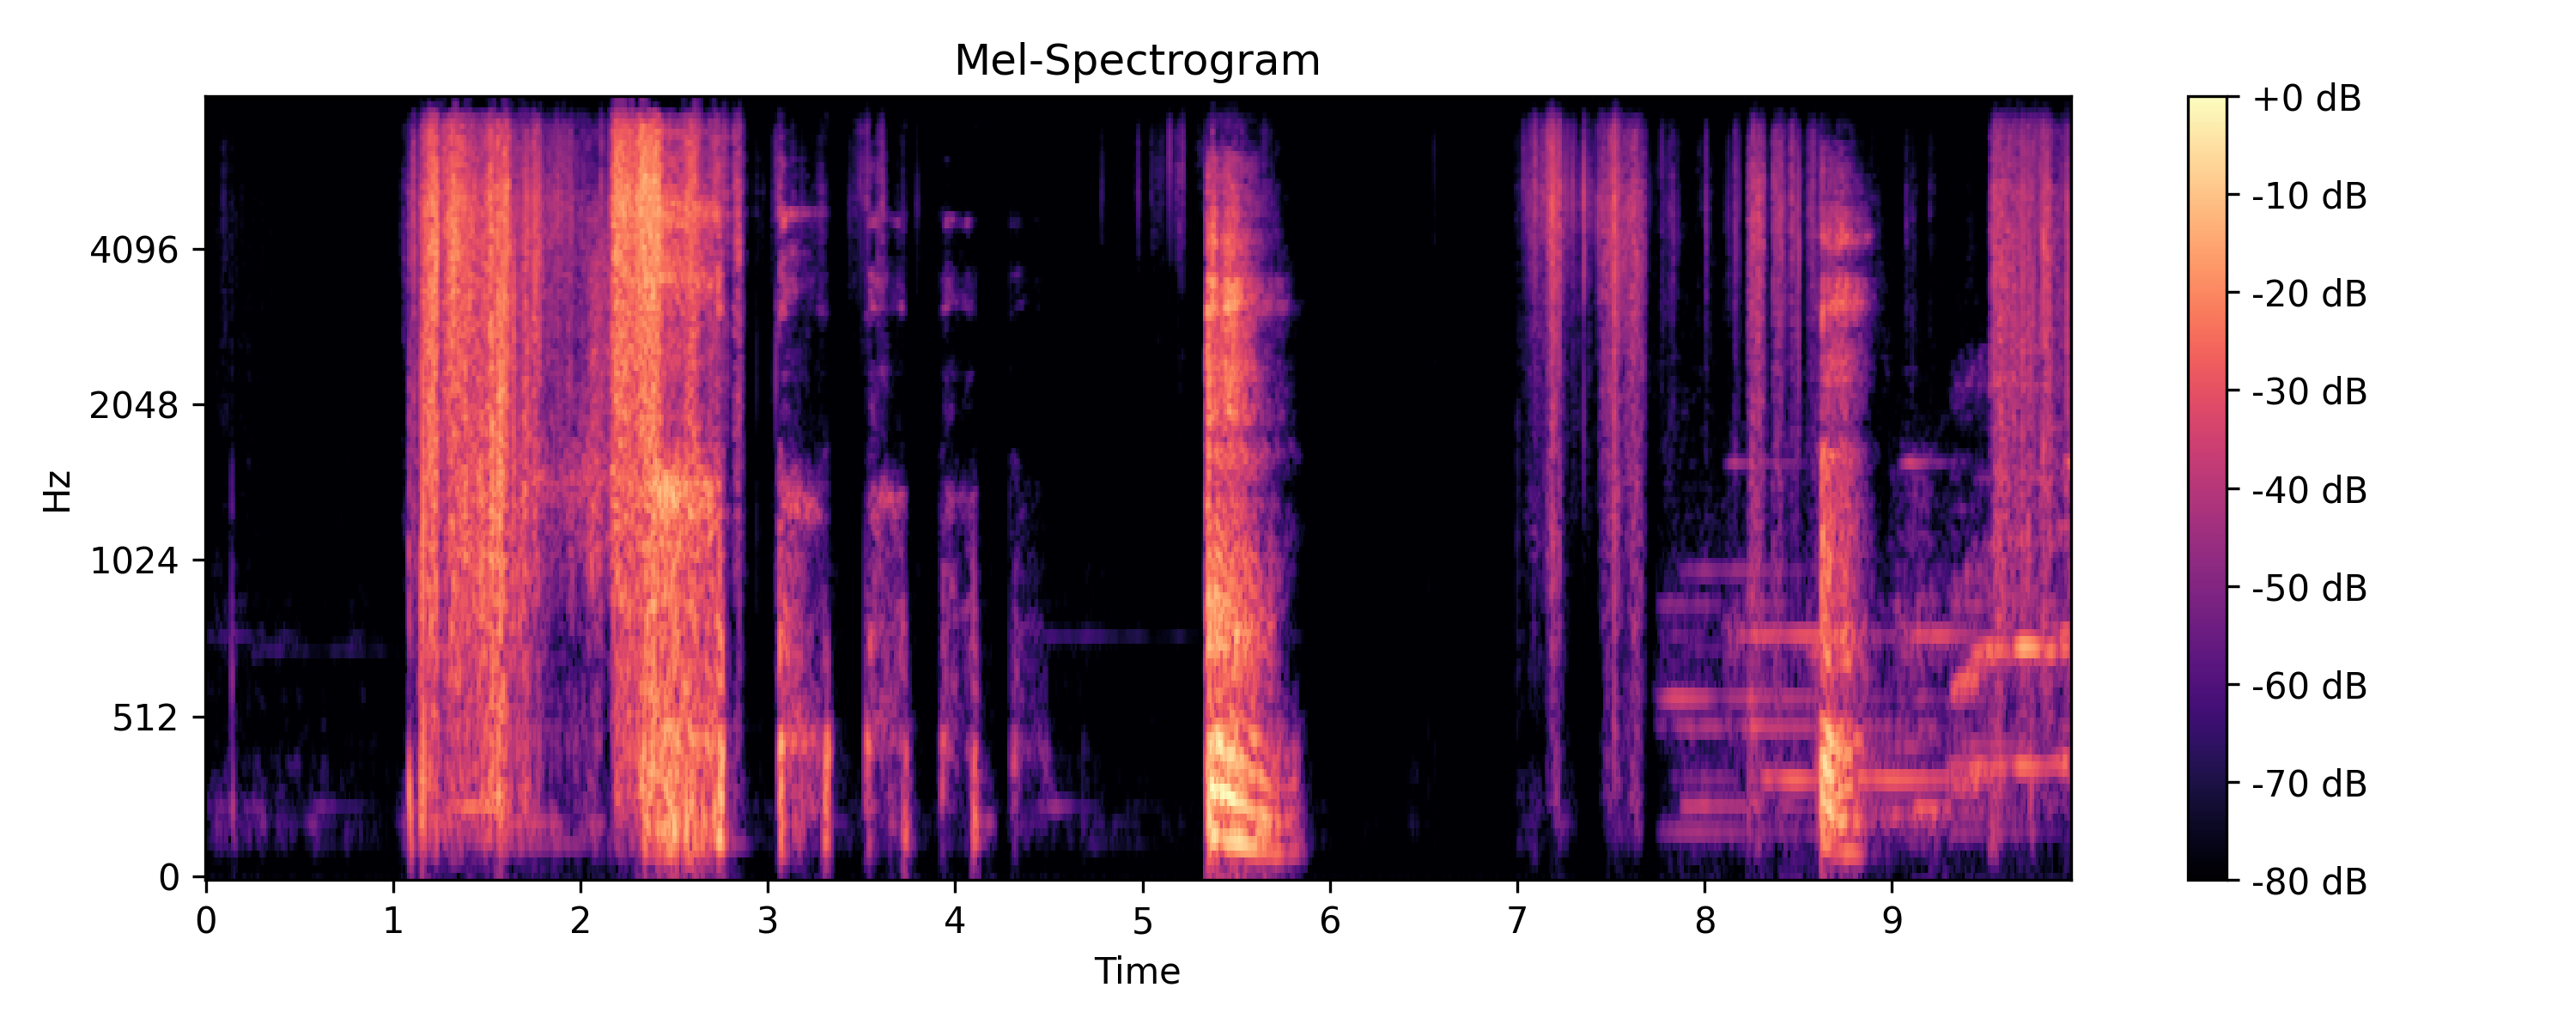 Mel-Spectrogram
Hz
4096
2048
1024
512
0
0 1 2 3 4 5 6 7 8 9
Time
+0 dB
-10 dB
-20 dB
-30 dB
-40 dB
-50 dB
-60 dB
-70 dB
-80 dB